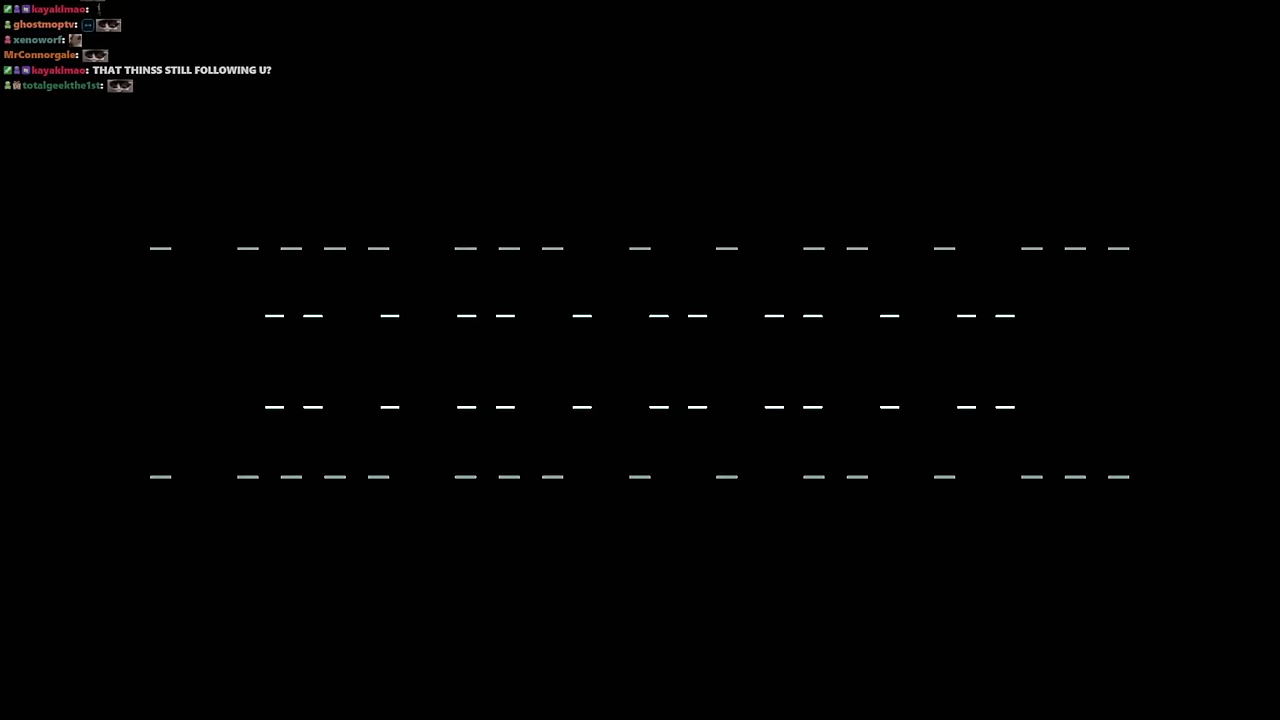 kayaklmao:
ghostmoptv:
xenoworf:
MrConnorgale:
kayaklmao: THAT THINSS STILL FOLLOWING U?
totalgeekthe1st: